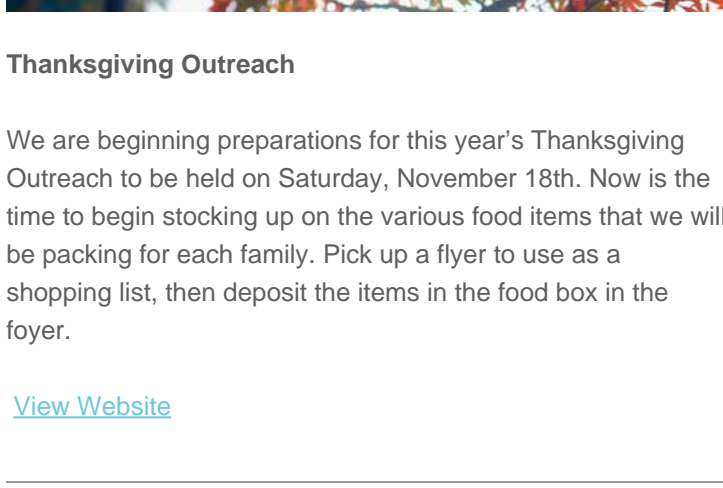 Thanksgiving Outreach
We are beginning preparations for this year’s Thanksgiving
Outreach to be held on Saturday, November 18th. Now is the
time to begin stocking up on the various food items that we will
be packing for each family. Pick up a flyer to use as a
shopping list, then deposit the items in the food box in the
foyer.
View Website